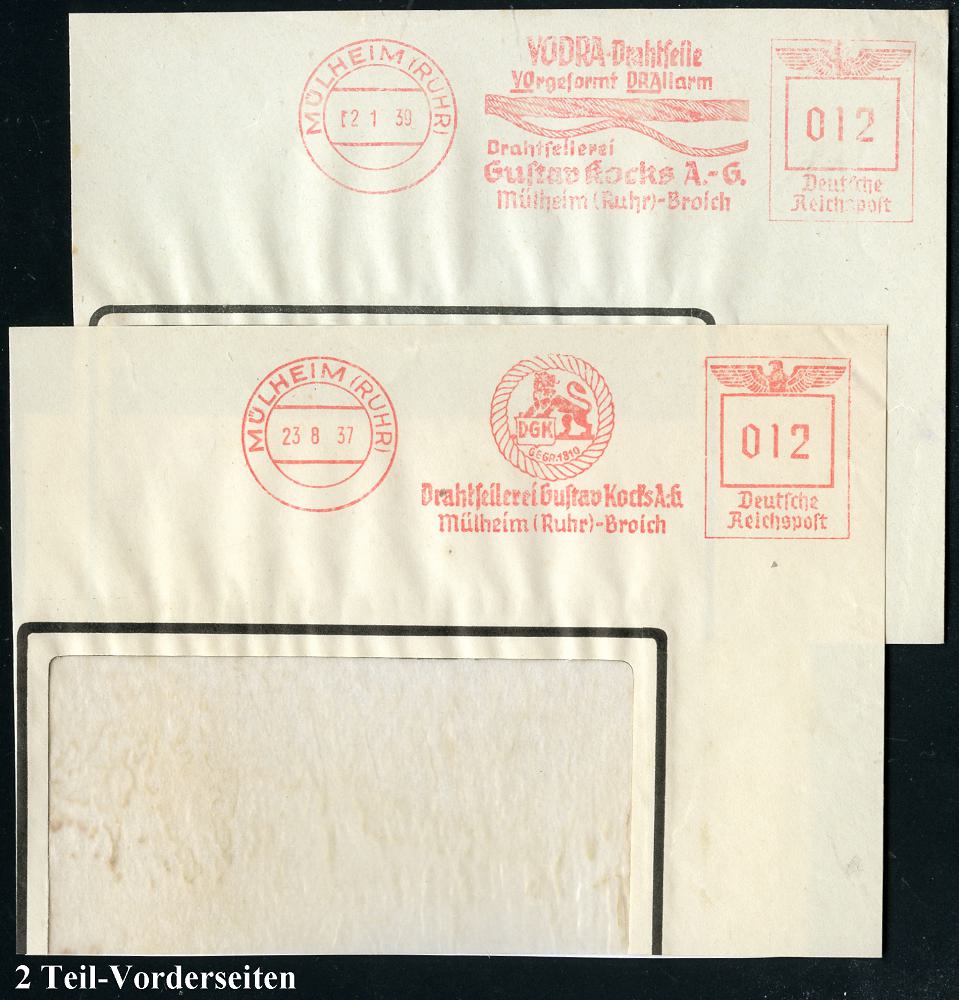 MÜLHEIM (RUHR)
2 1 39
VODRA-Drahtseile
VOrgeformt DRAllarm
Drahtseilerei
Gustav Kocks A.-G.
Mülheim (Ruhr)-Broich
012
Deutsche
Reichspost
MÜLHEIM (RUHR)
23 8 37
DGK
GEGR.1810
Drahtseilerei Gustav Kocks A.G.
Mülheim (Ruhr)-Broich
012
Deutsche
Reichspost
2 Teil-Vorderseiten